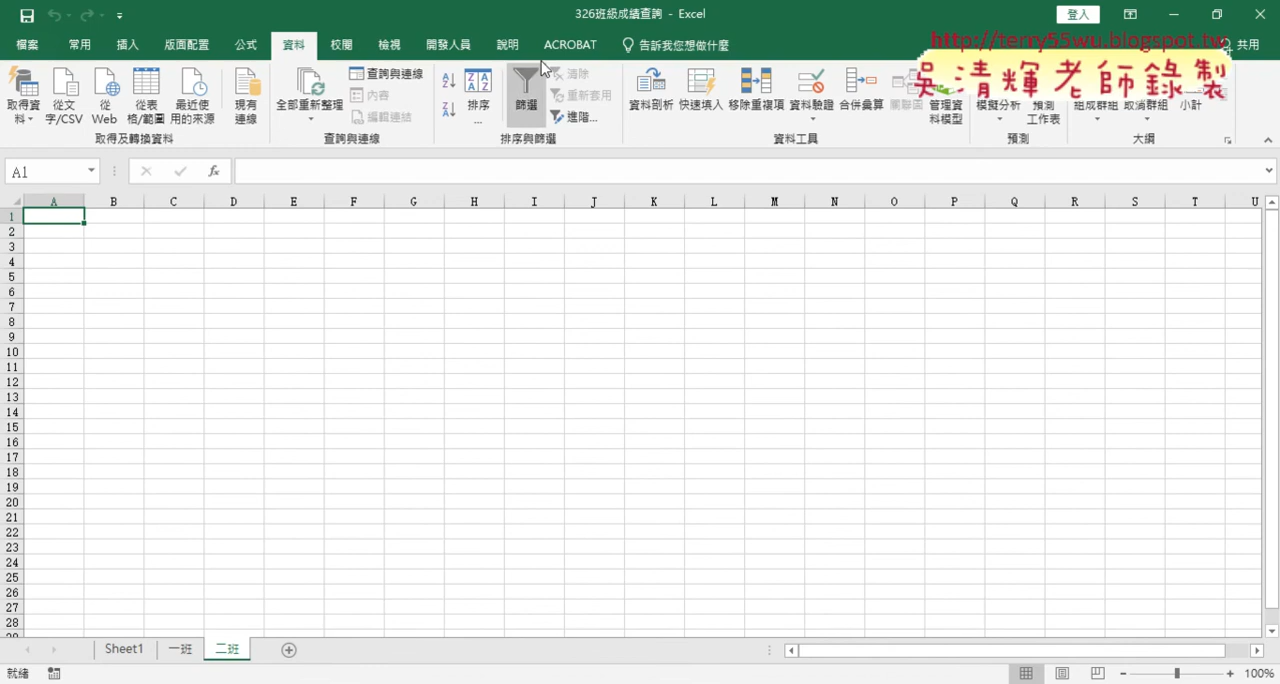 326班級成績查詢 - Excel
登入
檔案 常用 插入 版面配置 公式 資料 校閱 檢視 開發人員 說明 ACROBAT 告訴我您想做什麼 共用
http://terry55wu.blogspot.tw
吳清輝老師錄製
取得資料 從文字/CSV 從 Web 從表格/範圍 最近使用的來源 現有連線
取得及轉換資料
全部重新整理 查詢與連線 內容 編輯連結
查詢與連線
排序... 篩選 清除 重新套用 進階...
排序與篩選
資料剖析 快速填入 移除重複項 資料驗證 合併彙算 關聯圖 管理資料模型
資料工具
模擬分析 預測工作表
預測
組成群組 取消群組 小計
大綱
A1 fx
A B C D E F G H I J K L M N O P Q R S T U
1
2
3
4
5
6
7
8
9
10
11
12
13
14
15
16
17
18
19
20
21
22
23
24
25
26
27
28
Sheet1 一班 二班
就緒 100%